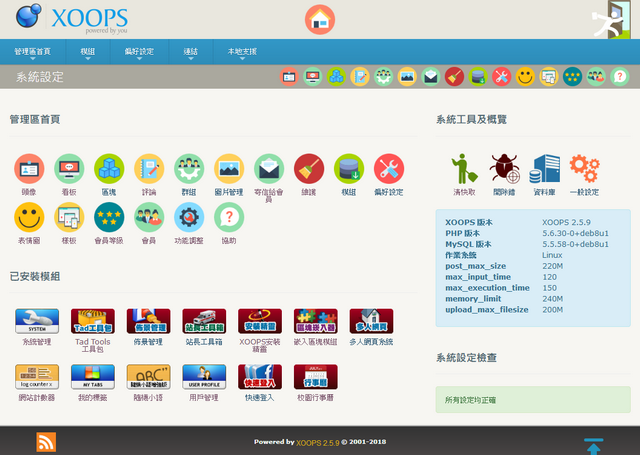 XOOPS
powered by you
管理區首頁 模組 偏好設定 連結 本地支援
系統設定
管理區首頁
頭像 看板 區塊 評論 群組 圖片管理 寄信給會員 維護 模組 偏好設定
表情圖 樣板 會員等級 會員 功能調整 協助
已安裝模組
SYSTEM Tad工具包 佈景管理 站長工具箱 安裝精靈 區塊嵌入器 多人網頁
系統管理 Tad Tools 工具包 佈景管理 站長工具箱 XOOPS安裝精靈 嵌入區塊模組 多人網頁系統
log counter x MY TABS USER PROFILE 快速登入 行事曆
網站計數器 我的標籤 隨機小語 用戶管理 快速登入 校園行事曆
系統工具及概覽
清快取 開除錯 資料庫 一般設定
XOOPS 版本 XOOPS 2.5.9
PHP 版本 5.6.30-0+deb8u1
MySQL 版本 5.5.58-0+deb8u1
作業系統 Linux
post_max_size 220M
max_input_time 120
max_execution_time 150
memory_limit 240M
upload_max_filesize 200M
系統設定檢查
所有設定均正確
Powered by XOOPS 2.5.9 © 2001-2018